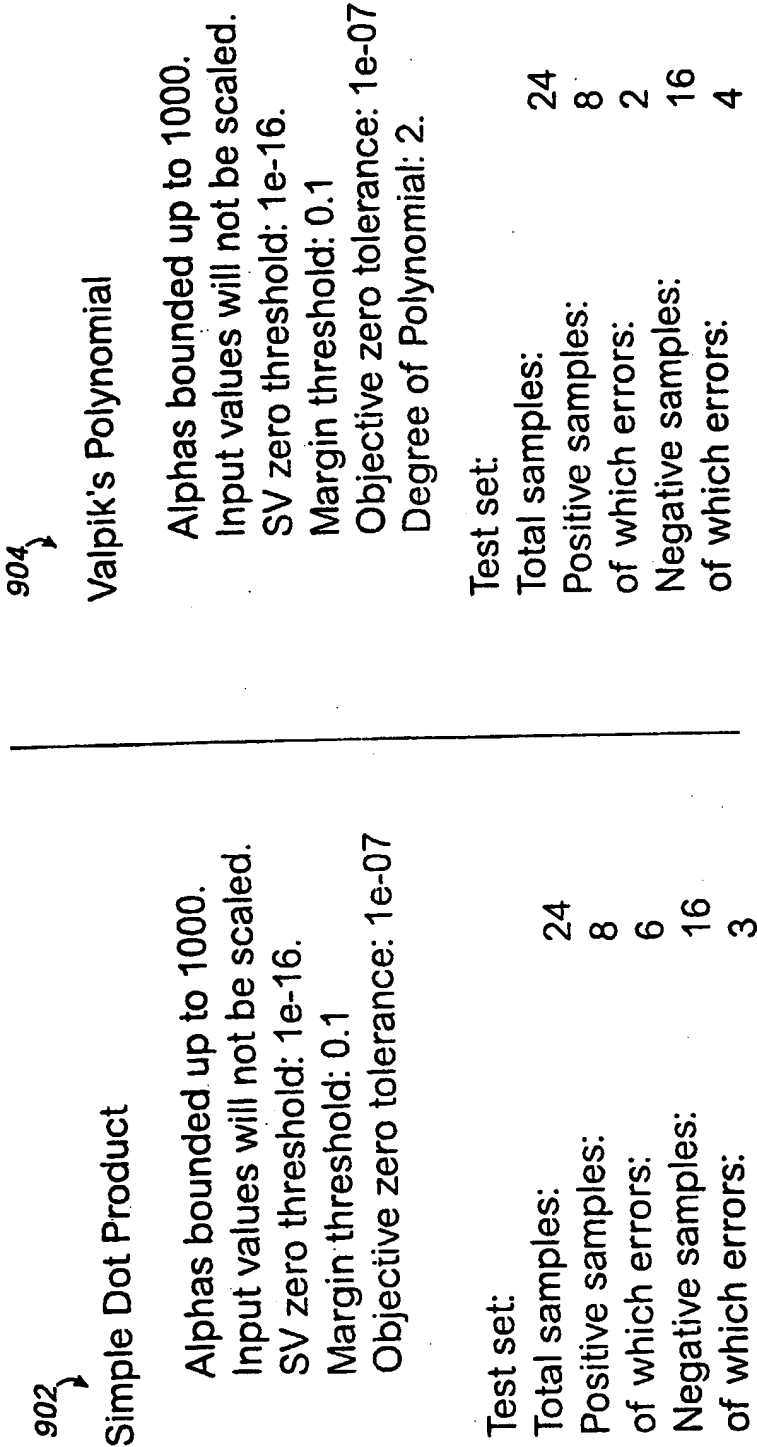 902
Simple Dot Product
Alphas bounded up to 1000.
Input values will not be scaled.
SV zero threshold: 1e-16.
Margin threshold: 0.1
Objective zero tolerance: 1e-07
Test set:
Total samples: 24
Positive samples: 8
of which errors: 6
Negative samples: 16
of which errors: 3
904
Valpik's Polynomial
Alphas bounded up to 1000.
Input values will not be scaled.
SV zero threshold: 1e-16.
Margin threshold: 0.1
Objective zero tolerance: 1e-07
Degree of Polynomial: 2.
Test set:
Total samples: 24
Positive samples: 8
of which errors: 2
Negative samples: 16
of which errors: 4